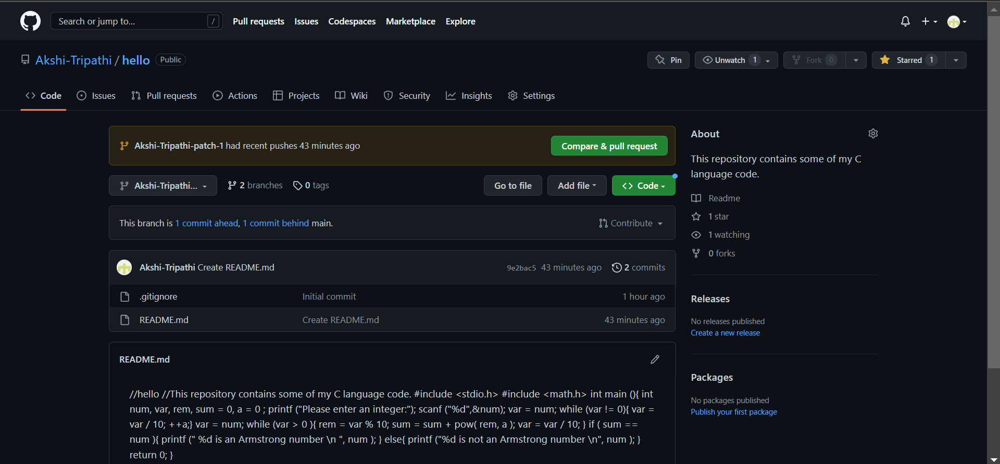 Search or jump to... /
Pull requests Issues Codespaces Marketplace Explore
Akshi-Tripathi / hello Public
Pin Unwatch 1 Fork 0 Starred 1
Code Issues Pull requests Actions Projects Wiki Security Insights Settings
Akshi-Tripathi-patch-1 had recent pushes 43 minutes ago
Compare & pull request
Akshi-Tripathi... 2 branches 0 tags
Go to file Add file Code
This branch is 1 commit ahead, 1 commit behind main.
Contribute
Akshi-Tripathi Create README.md 9e2bac5 43 minutes ago 2 commits
.gitignore Initial commit 1 hour ago
README.md Create README.md 43 minutes ago
README.md
//hello //This repository contains some of my C language code. #include <stdio.h> #include <math.h> int main (){ int
num, var, rem, sum = 0, a = 0 ; printf ("Please enter an integer:"); scanf ("%d",&num); var = num; while (var != 0){ var =
var / 10; ++a;} var = num; while (var > 0 ){ rem = var % 10; sum = sum + pow( rem, a ); var = var / 10; } if ( sum ==
num ){ printf (" %d is an Armstrong number \n ", num ); } else{ printf ("%d is not an Armstrong number \n", num ); }
return 0; }
About
This repository contains some of my C
language code.
Readme
1 star
1 watching
0 forks
Releases
No releases published
Create a new release
Packages
No packages published
Publish your first package